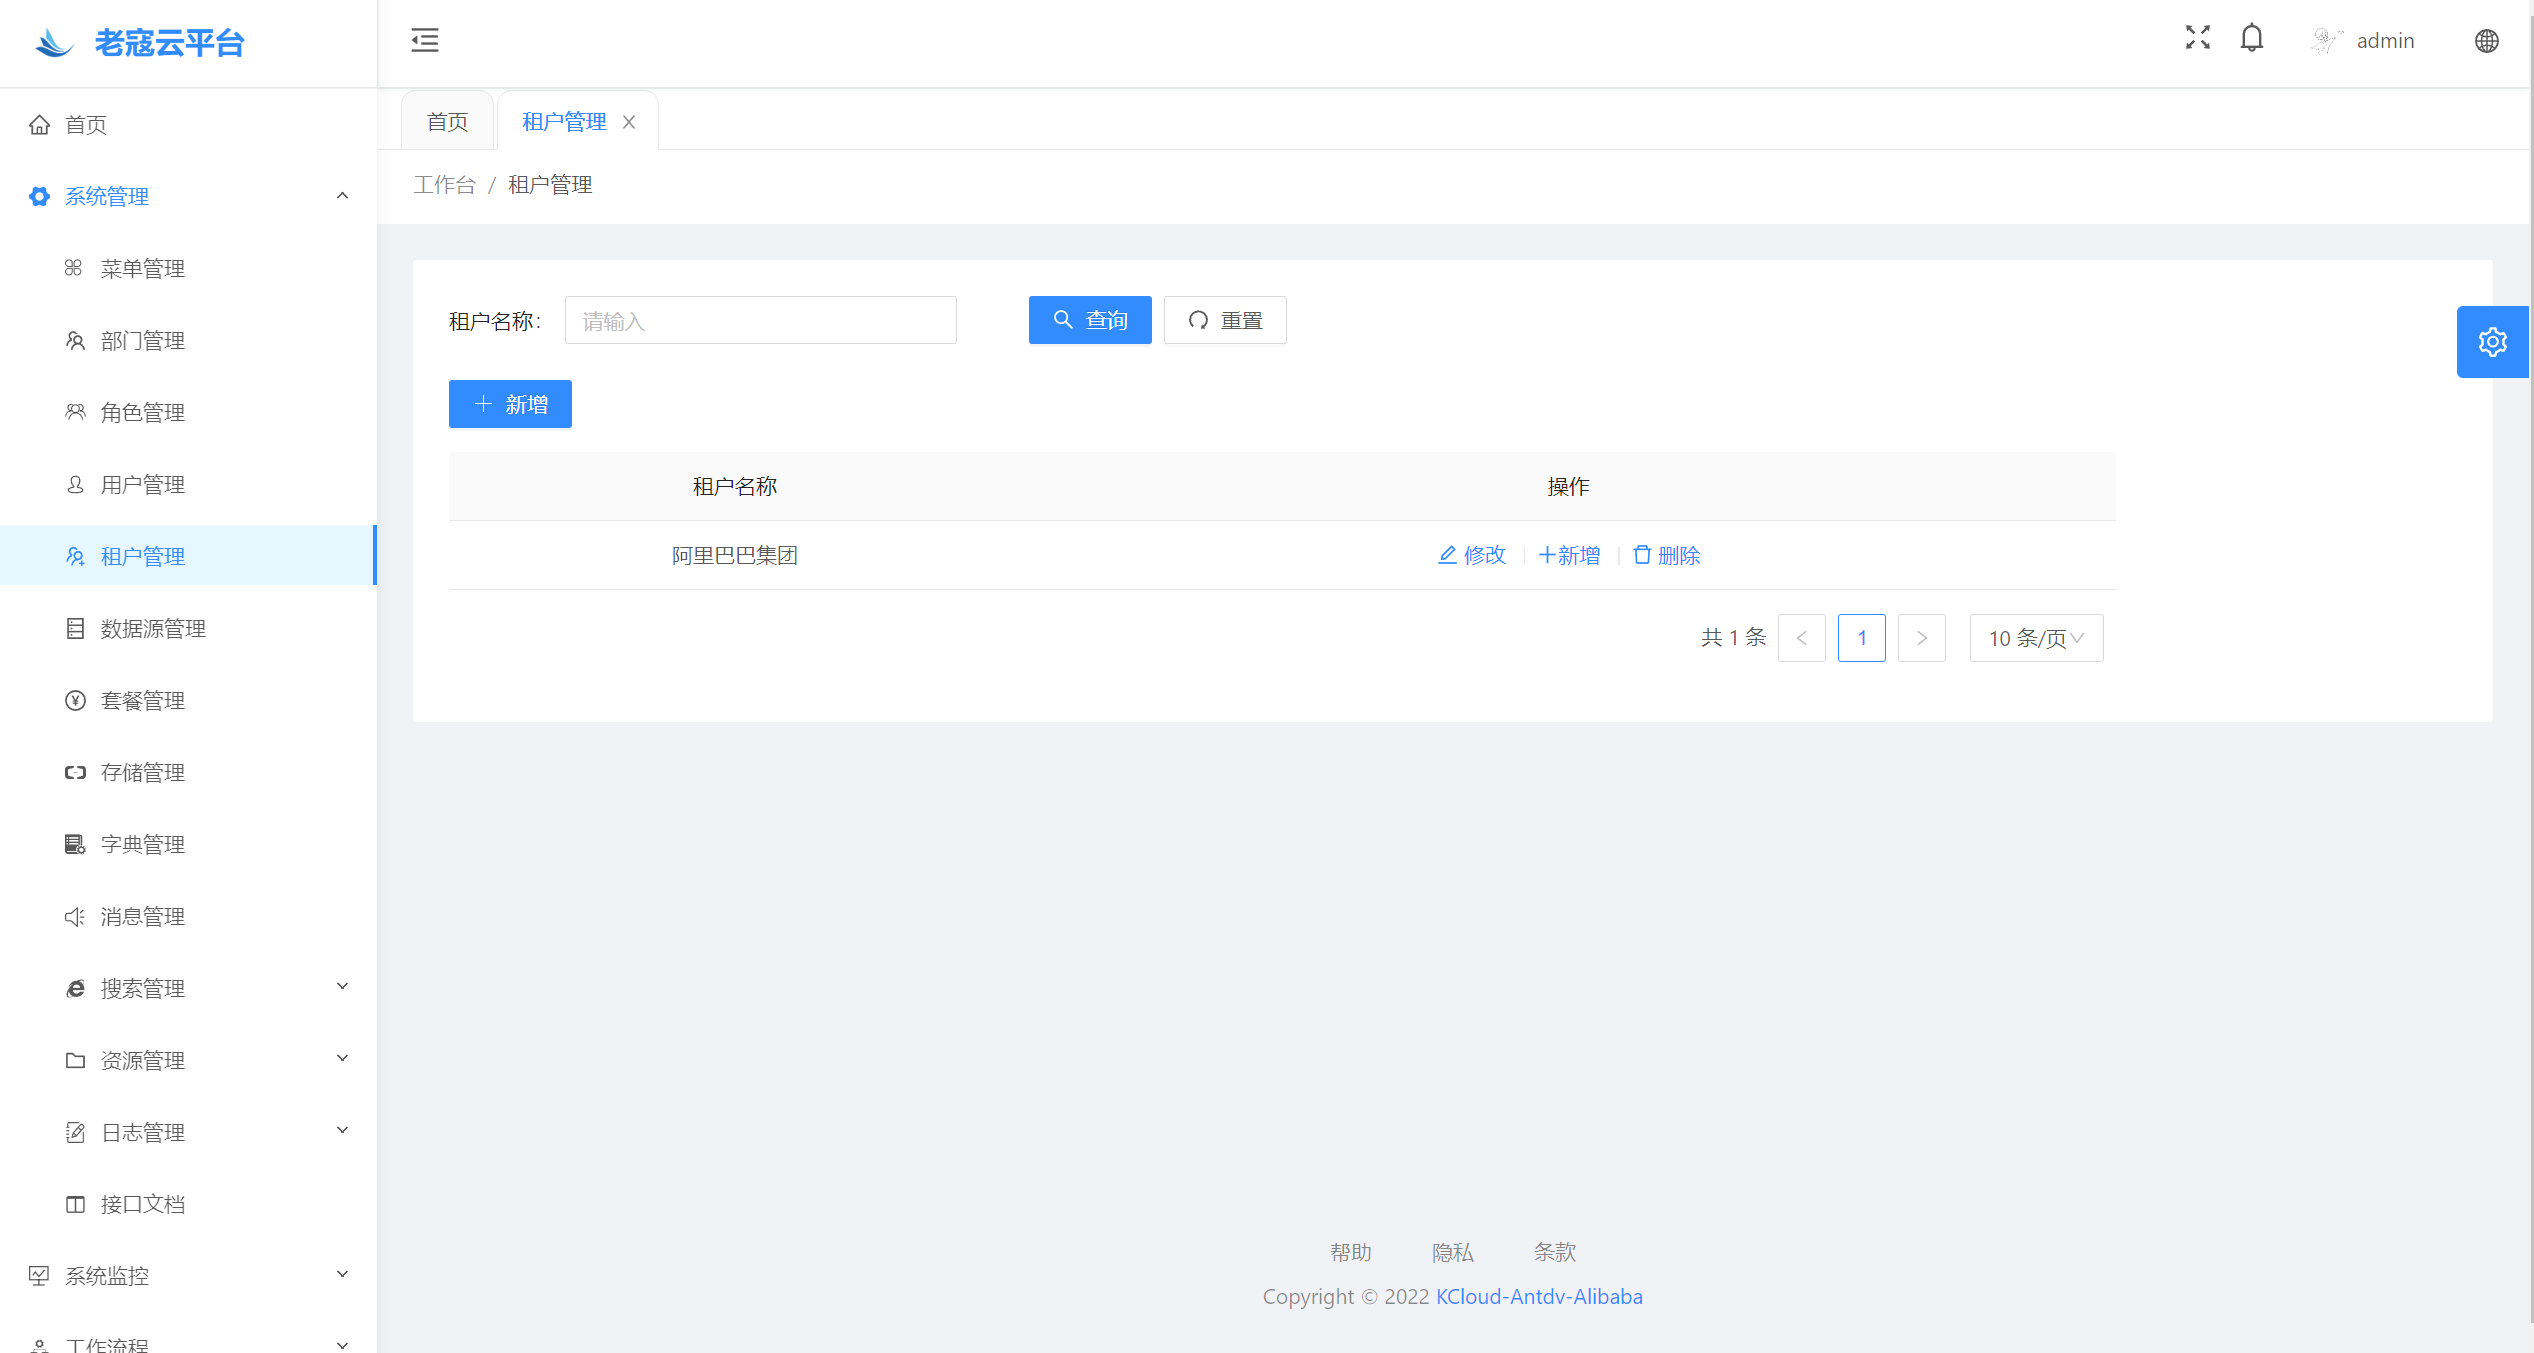 老寇云平台
admin
首页
系统管理
菜单管理
部门管理
角色管理
用户管理
租户管理
数据源管理
套餐管理
存储管理
字典管理
消息管理
搜索管理
资源管理
日志管理
接口文档
系统监控
工作流程
首页 租户管理
工作台 / 租户管理
租户名称: 请输入 查询 重置
新增
租户名称 操作
阿里巴巴集团 修改 新增 删除
共 1 条 < 1 > 10 条/页
帮助 隐私 条款
Copyright © 2022 KCloud-Antdv-Alibaba